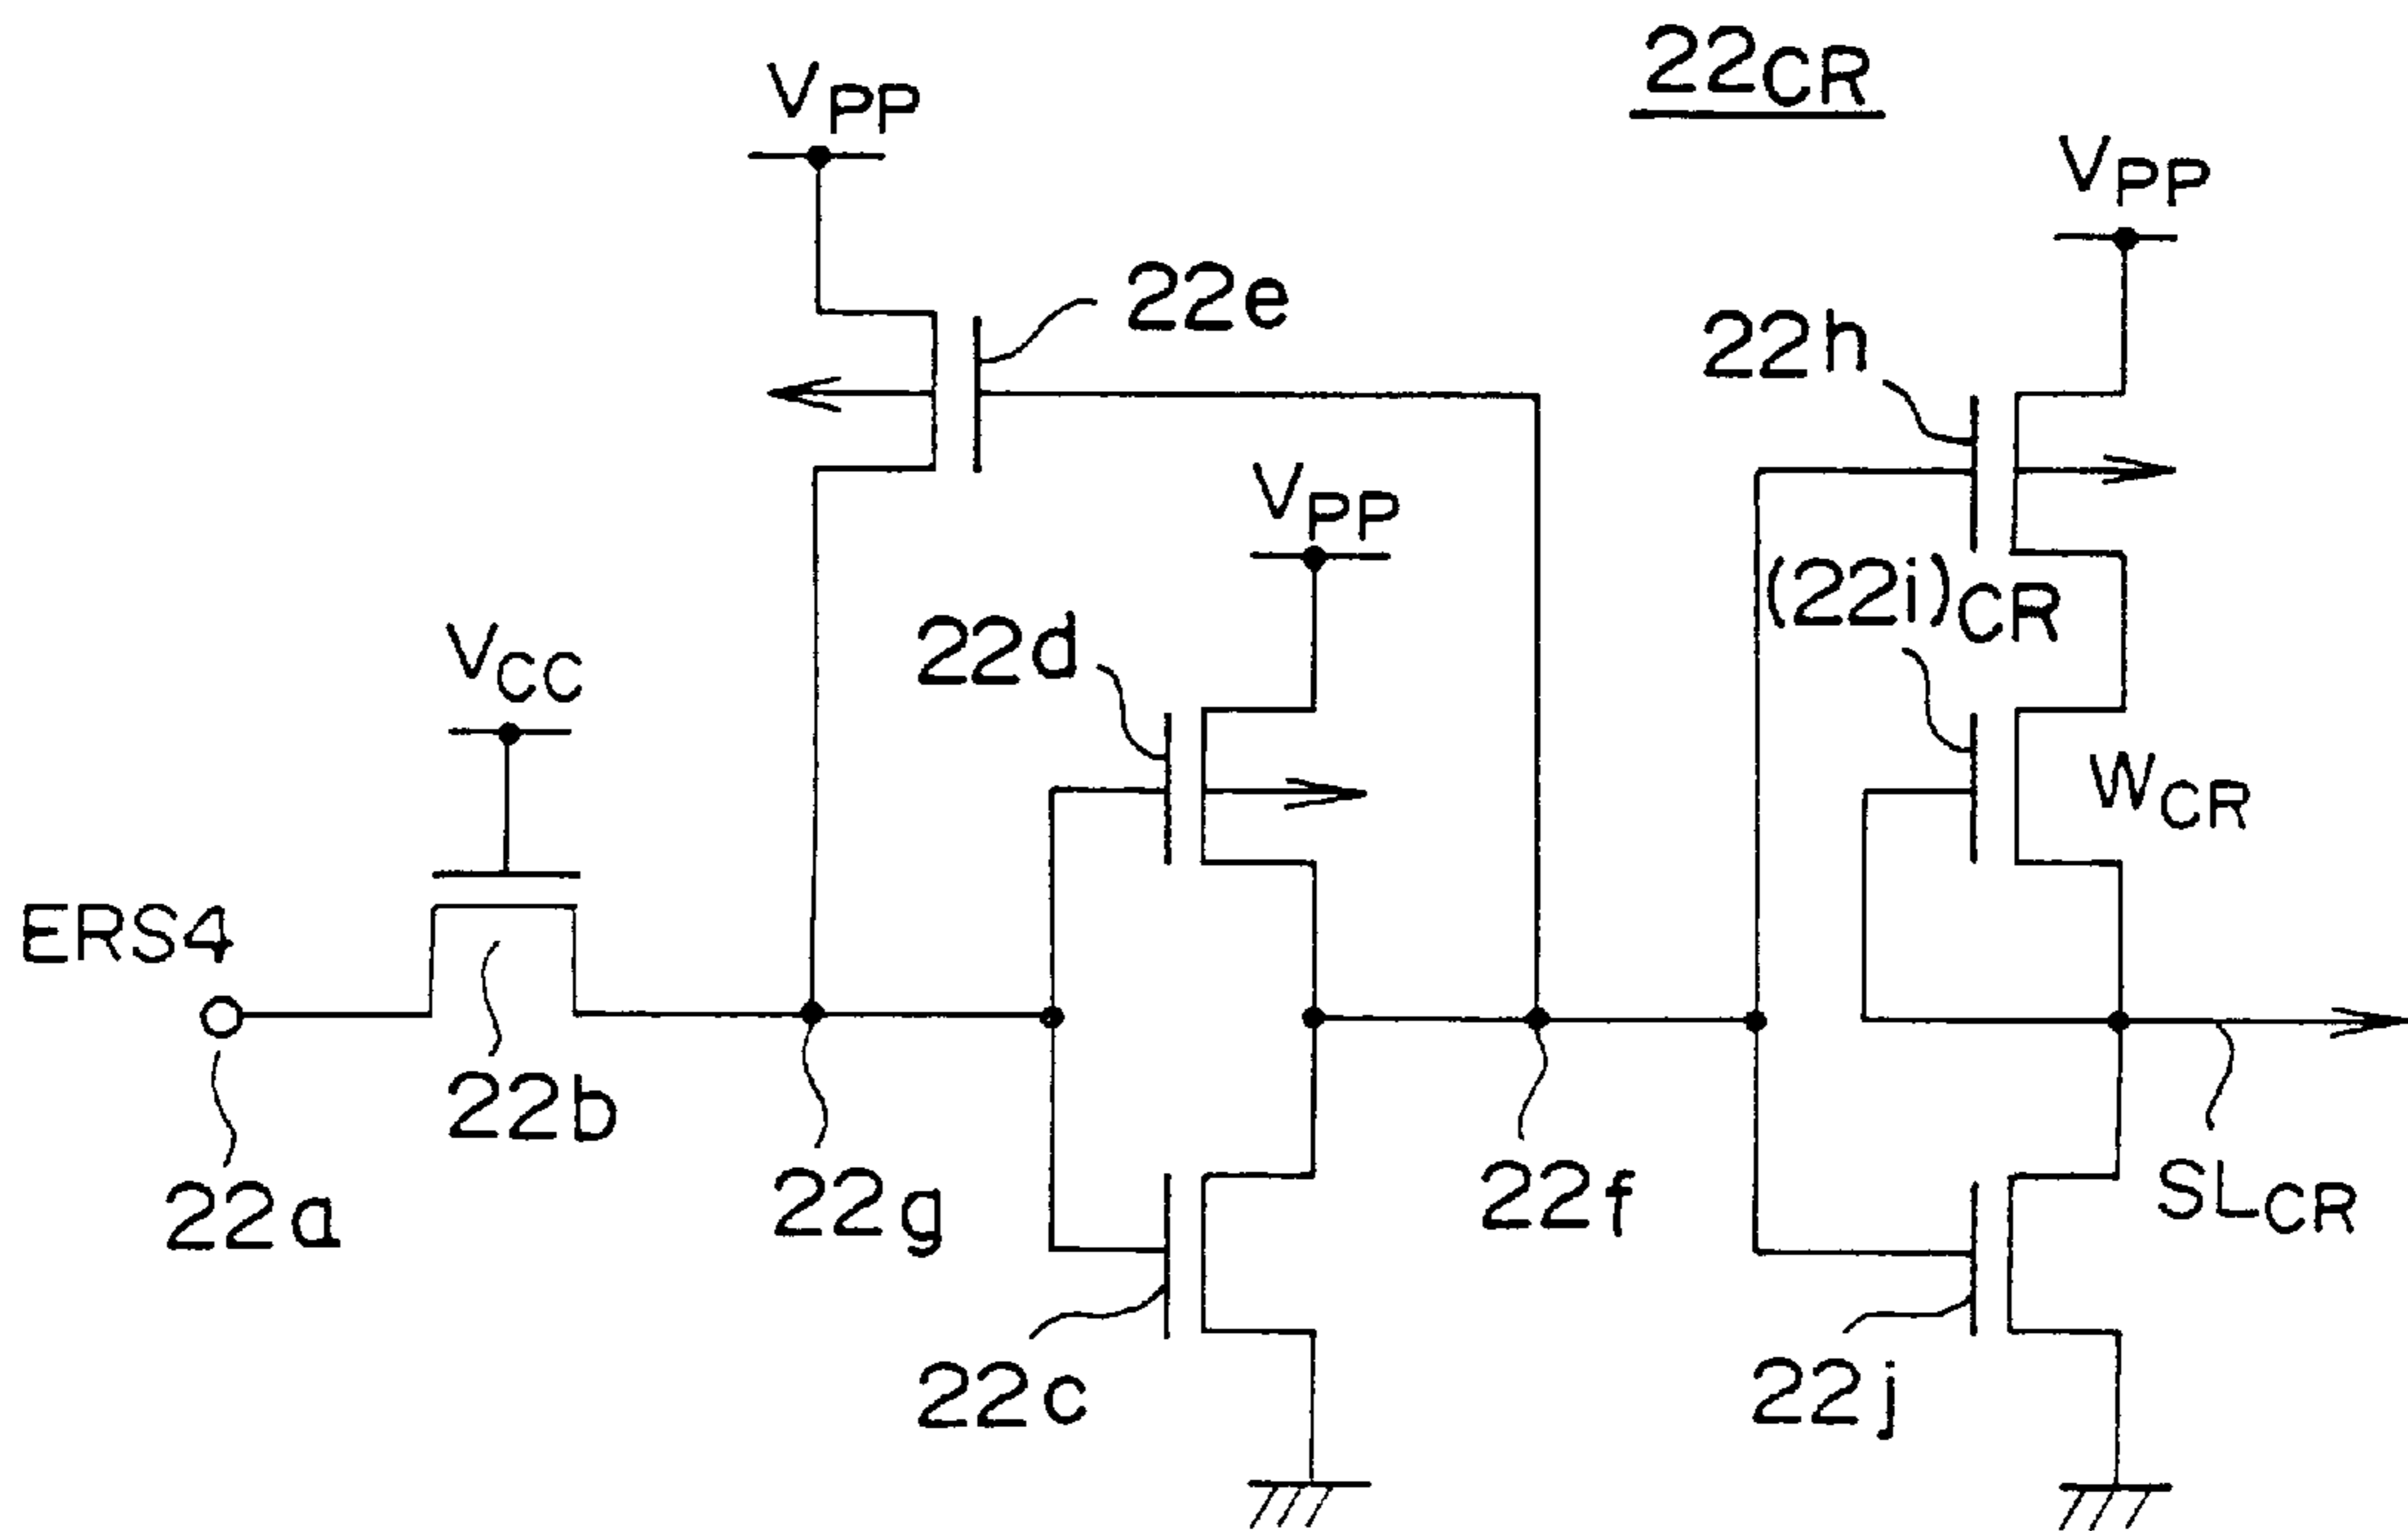 22CR
VPP
VPP
22e
22h
VPP
(22i)CR
22d
VCC
WCR
ERS4
22b
22a
22g
22f
SLCR
22c
22j